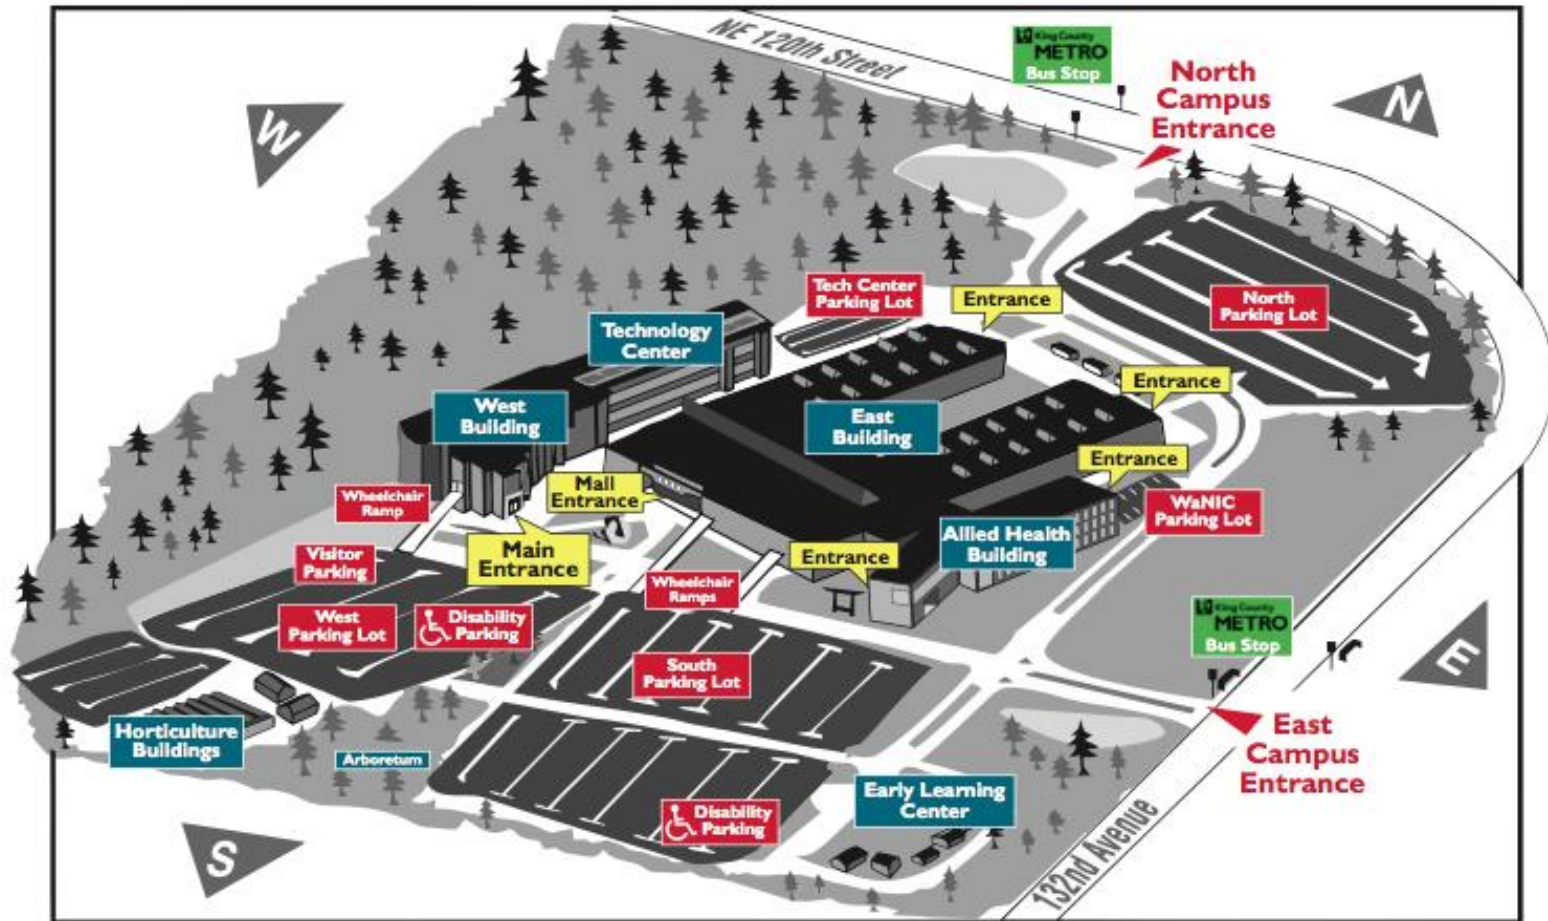 NE 120th Street
King County
METRO
Bus Stop
North
Campus
Entrance
N
W
Tech Center
Parking Lot
Entrance
North
Parking Lot
Technology
Center
Entrance
West
Building
East
Building
Mall
Entrance
Entrance
Wheelchair
Ramp
WaNIC
Parking Lot
Main
Entrance
Allied Health
Building
Entrance
Visitor
Parking
Wheelchair
Ramps
West
Parking Lot
Disability
Parking
King County
METRO
Bus Stop
E
South
Parking Lot
Horticulture
Buildings
Arboretum
East
Campus
Entrance
Early Learning
Center
Disability
Parking
S
132nd Avenue